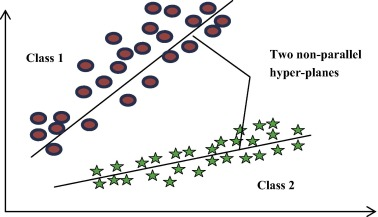 Class 1
Two non-parallel
hyper-planes
Class 2